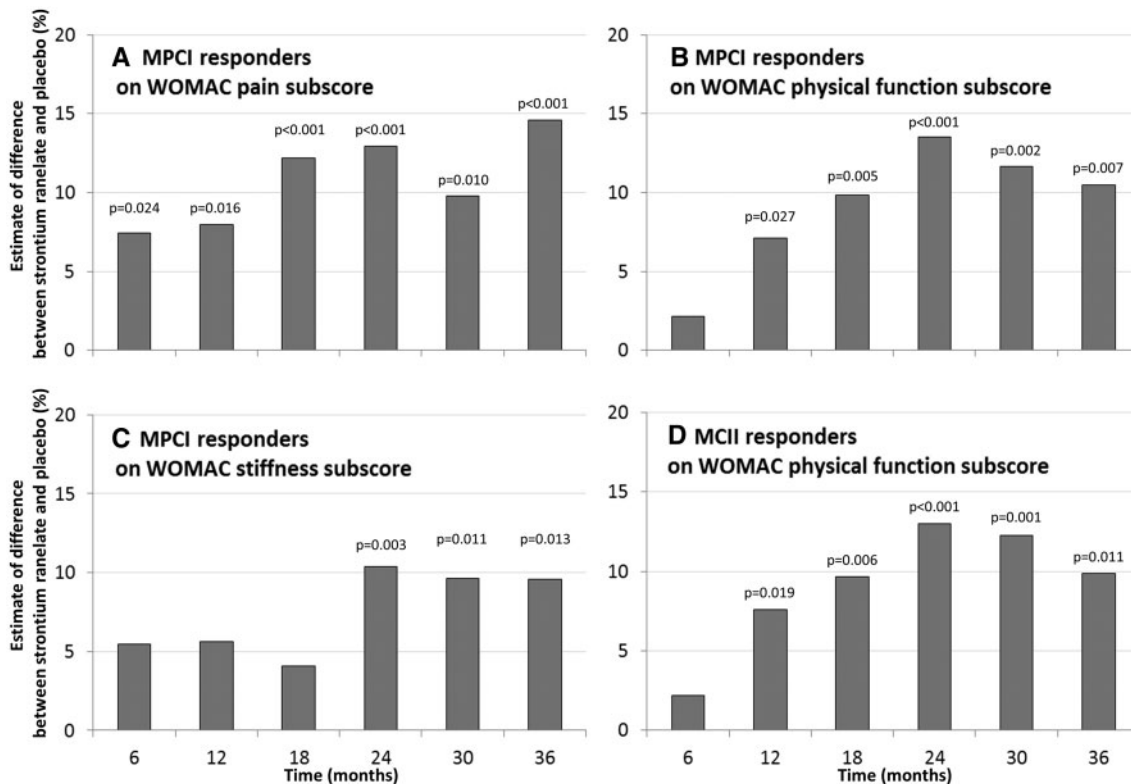 Estimate of difference
between strontium ranelate and placebo (%)
20
15
10
5
0
A MPCI responders
on WOMAC pain subscore
p=0.024
p=0.016
p<0.001
p<0.001
p=0.010
p<0.001
20
15
10
5
0
B MPCI responders
on WOMAC physical function subscore
p=0.027
p=0.005
p<0.001
p=0.002
p=0.007
Estimate of difference
between strontium ranelate and placebo (%)
20
15
10
5
0
C MPCI responders
on WOMAC stiffness subscore
p=0.003
p=0.011
p=0.013
6 12 18 24 30 36
Time (months)
20
15
10
5
0
D MCII responders
on WOMAC physical function subscore
p=0.019
p=0.006
p<0.001
p=0.001
p=0.011
6 12 18 24 30 36
Time (months)